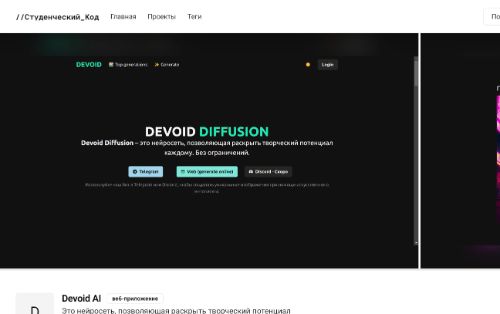 //Студенческий_Код Главная Проекты Теги По
DEVOID Top generations Generate Login
DEVOID DIFFUSION
Devoid Diffusion – это нейросеть, позволяющая раскрыть творческий потенциал
каждому. Без ограничений.
Telegram Web (generate online) Discord - Скоро
D
Devoid AI веб-приложение
Это нейросеть, позволяющая раскрыть творческий потенциал